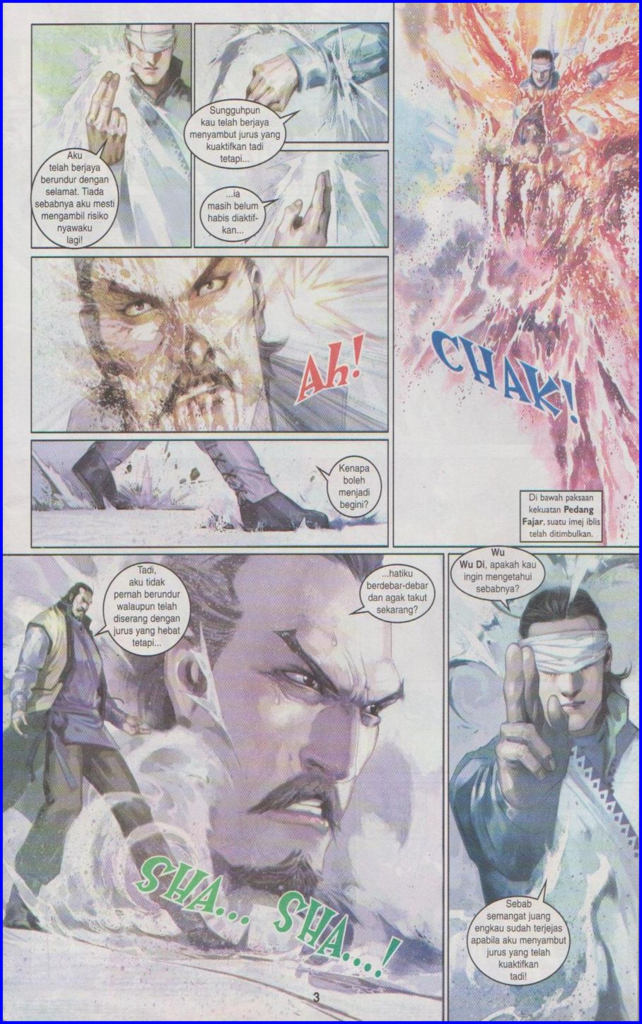 Aku
telah berjaya
berundur dengan
selamat. Tiada
sebabnya aku mesti
mengambil risiko
nyawaku
lagi!
Sungguhpun
kau telah berjaya
menyambut jurus yang
kuaktifkan tadi
tetapi...
...ia
masih belum
habis diaktif-
kan...
CHAK!
Di bawah paksaan
kekuatan Pedang
Fajar, suatu imej iblis
telah ditimbulkan.
Ah!
Kenapa
boleh
menjadi
begini?
Tadi,
aku tidak
pernah berundur
walaupun telah
diserang dengan
jurus yang hebat
tetapi...
...hatiku
berdebar-debar
dan agak takut
sekarang?
SHA... SHA....!
Wu
Wu Di, apakah kau
ingin mengetahui
sebabnya?
Sebab
semangat juang
engkau sudah terjejas
apabila aku menyambut
jurus yang telah
kuaktifkan
tadi!
3